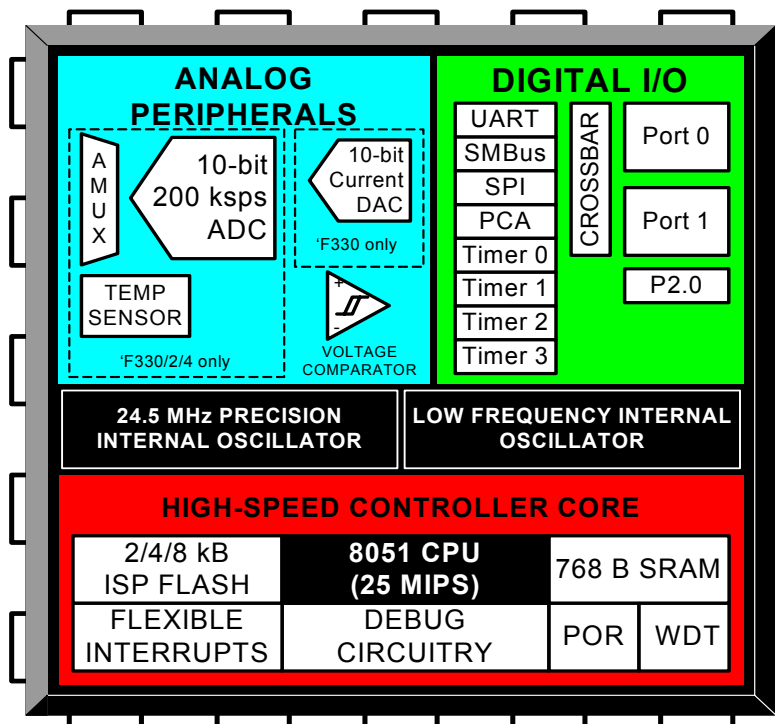 ANALOG
PERIPHERALS
A
M
U
X
10-bit
200 ksps
ADC
10-bit
Current
DAC
‘F330 only
TEMP
SENSOR
+
-
VOLTAGE
COMPARATOR
‘F330/2/4 only
DIGITAL I/O
UART
SMBus
SPI
PCA
Timer 0
Timer 1
Timer 2
Timer 3
CROSSBAR
Port 0
Port 1
P2.0
24.5 MHz PRECISION
INTERNAL OSCILLATOR
LOW FREQUENCY INTERNAL
OSCILLATOR
HIGH-SPEED CONTROLLER CORE
2/4/8 kB
ISP FLASH
8051 CPU
(25 MIPS)
768 B SRAM
FLEXIBLE
INTERRUPTS
DEBUG
CIRCUITRY
POR
WDT